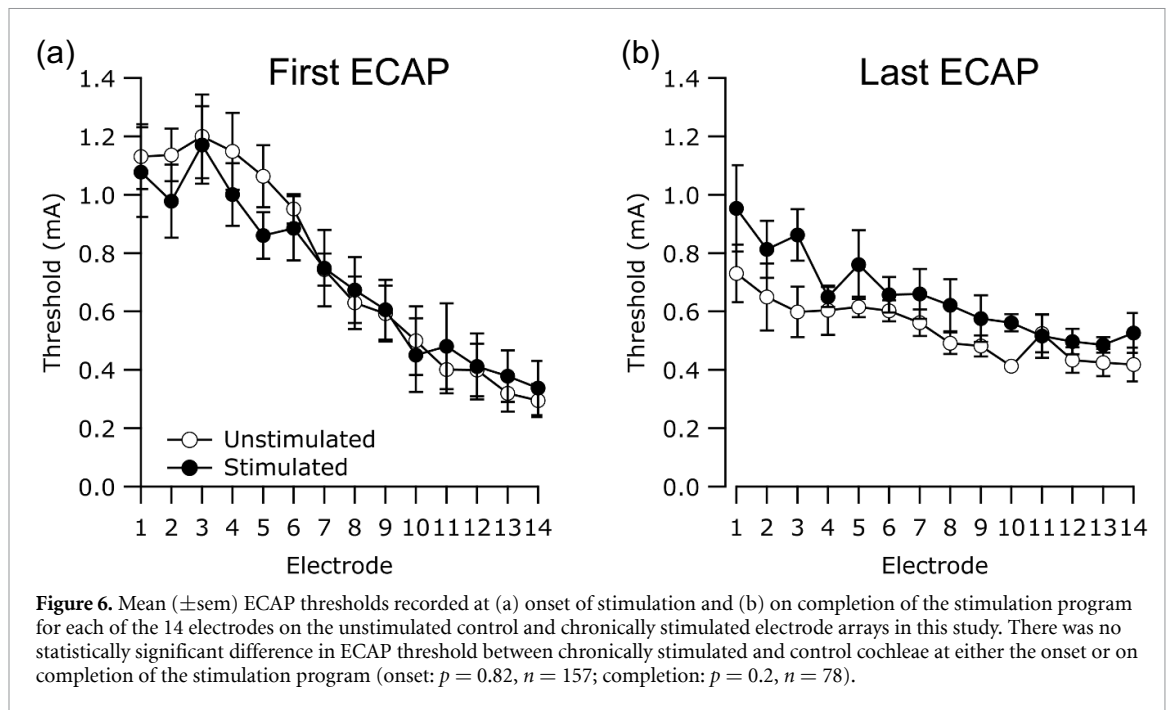 (a)
First ECAP
1.4
1.2
1.0
0.8
0.6
0.4
0.2
0.0
Threshold (mA)
Unstimulated
Stimulated
1 2 3 4 5 6 7 8 9 10 11 12 13 14
Electrode
(b)
Last ECAP
1.4
1.2
1.0
0.8
0.6
0.4
0.2
0.0
Threshold (mA)
1 2 3 4 5 6 7 8 9 10 11 12 13 14
Electrode
Figure 6. Mean (±sem) ECAP thresholds recorded at (a) onset of stimulation and (b) on completion of the stimulation program
for each of the 14 electrodes on the unstimulated control and chronically stimulated electrode arrays in this study. There was no
statistically significant difference in ECAP threshold between chronically stimulated and control cochleae at either the onset or on
completion of the stimulation program (onset: p = 0.82, n = 157; completion: p = 0.2, n = 78).